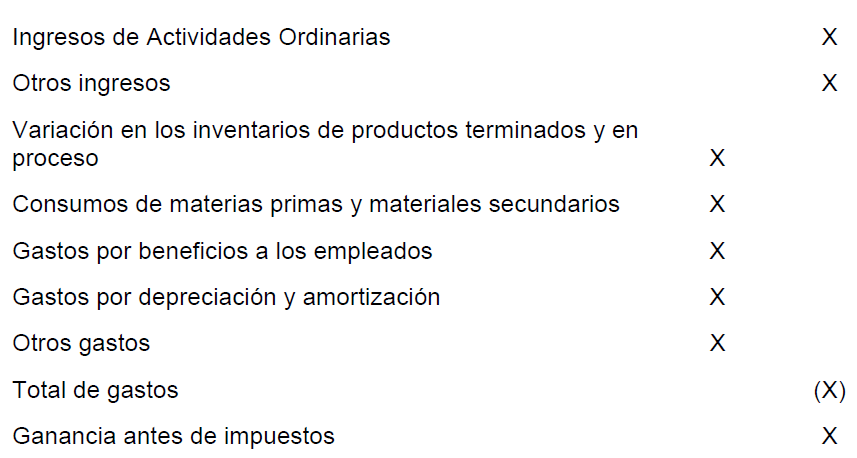 Ingresos de Actividades Ordinarias X
Otros ingresos X
Variación en los inventarios de productos terminados y en
proceso X
Consumos de materias primas y materiales secundarios X
Gastos por beneficios a los empleados X
Gastos por depreciación y amortización X
Otros gastos X
Total de gastos (X)
Ganancia antes de impuestos X